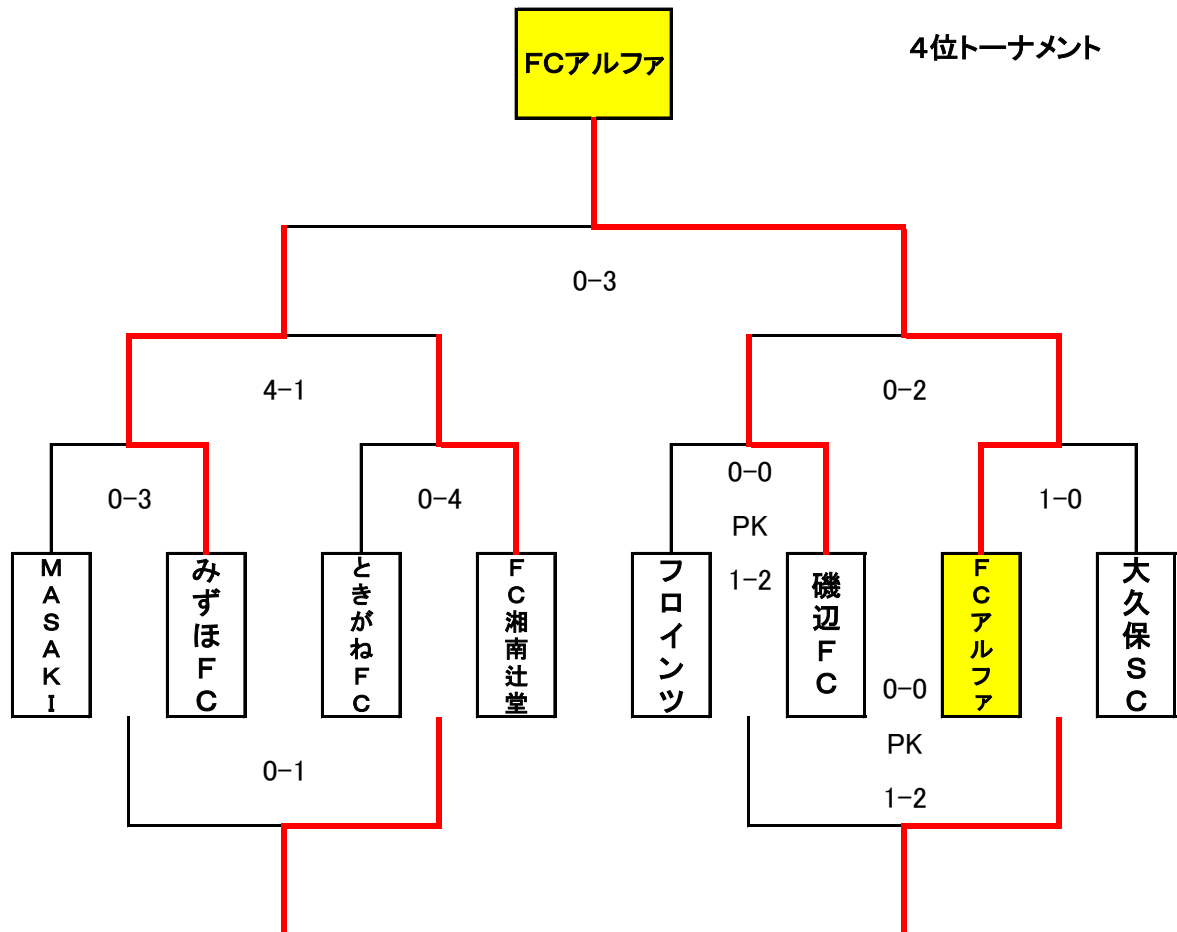 FCアルファ
4位トーナメント
0-3
4-1
0-2
0-3
0-4
0-0
PK
1-2
1-0
MASAKI
みずほFC
ときがねFC
FC湘南辻堂
フロインツ
磯辺FC
FCアルファ
大久保SC
0-1
0-0
PK
1-2